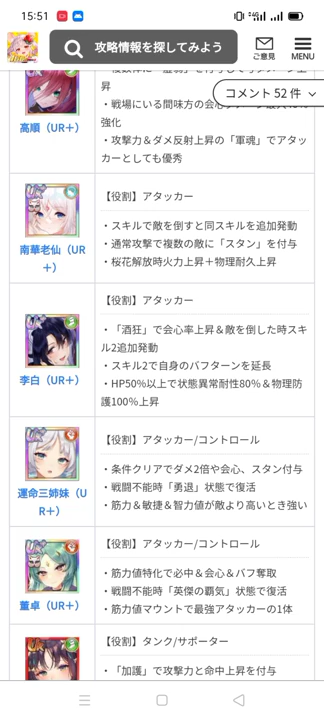 15:51
攻略情報を探してみよう
ご意見
MENU
コメント 52 件
昇
・戦場にいる間味方の会心
強化
・攻撃力＆ダメ反射上昇の「軍魂」でアタッ
カーとしても優秀
高順（UR＋）
【役割】アタッカー
・スキルで敵を倒すと同スキルを追加発動
・通常攻撃で複数の敵に「スタン」を付与
・桜花解放時火力上昇＋物理耐久上昇
南華老仙（UR
＋）
【役割】アタッカー
・「酒狂」で会心率上昇＆敵を倒した時スキ
ル2追加発動
・スキル2で自身のバフターンを延長
・HP50%以上で状態異常耐性80%＆物理防
護100%上昇
李白（UR＋）
【役割】アタッカー/コントロール
・条件クリアでダメ2倍や会心、スタン付与
・戦闘不能時「勇退」状態で復活
・筋力＆敏捷＆智力値が敵より高いとき強い
運命三姉妹（U
R＋）
【役割】アタッカー/コントロール
・筋力値特化で必中＆会心＆バフ奪取
・戦闘不能時「英傑の覇気」状態で復活
・筋力値マウントで最強アタッカーの1体
董卓（UR＋）
【役割】タンク/サポーター
・「加護」で攻撃力と命中上昇を付与